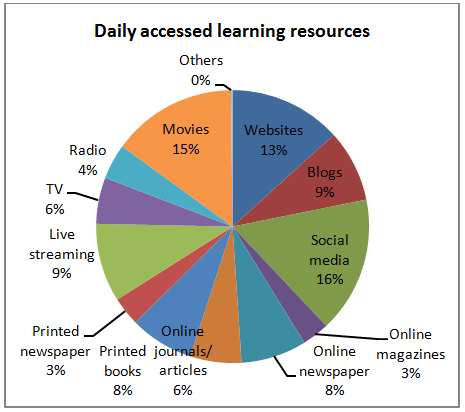 Daily accessed learning resources
Others
0%
Websites
13%
Blogs
9%
Social
media
16%
Online
magazines
3%
Online
newspaper
8%
Online
journals/
articles
6%
Printed
books
8%
Printed
newspaper
3%
Live
streaming
9%
TV
6%
Radio
4%
Movies
15%